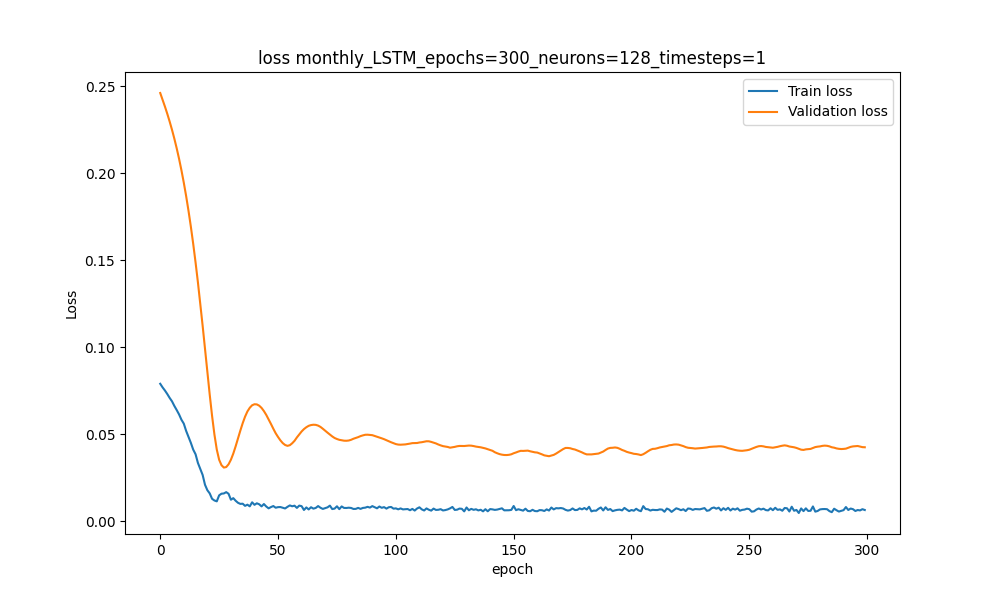 loss monthly_LSTM_epochs=300_neurons=128_timesteps=1
Train loss
Validation loss
0.25
0.20
0.15
0.10
0.05
0.00
Loss
0
50
100
150
200
250
300
epoch